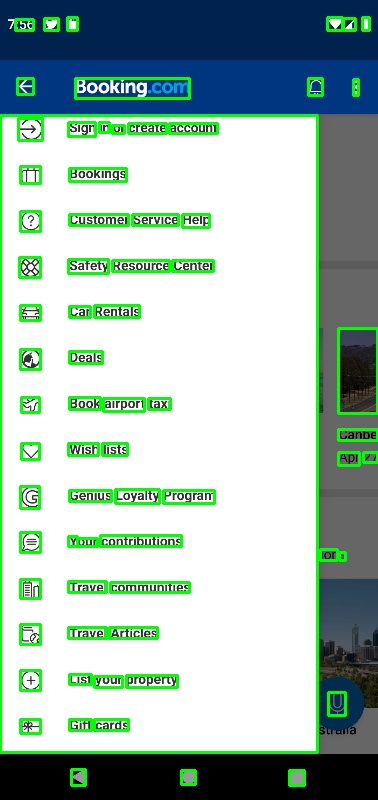 7:56
Booking.com
Sign in or create account
Bookings
Customer Service Help
Safety Resource Center
Car Rentals
Deals
Book airport tax
Canbe
Wish lists
Apr 27
Genius Loyalty Program
Your contributions
Travel communities
Travel Articles
List your property
Gift cards
stralia